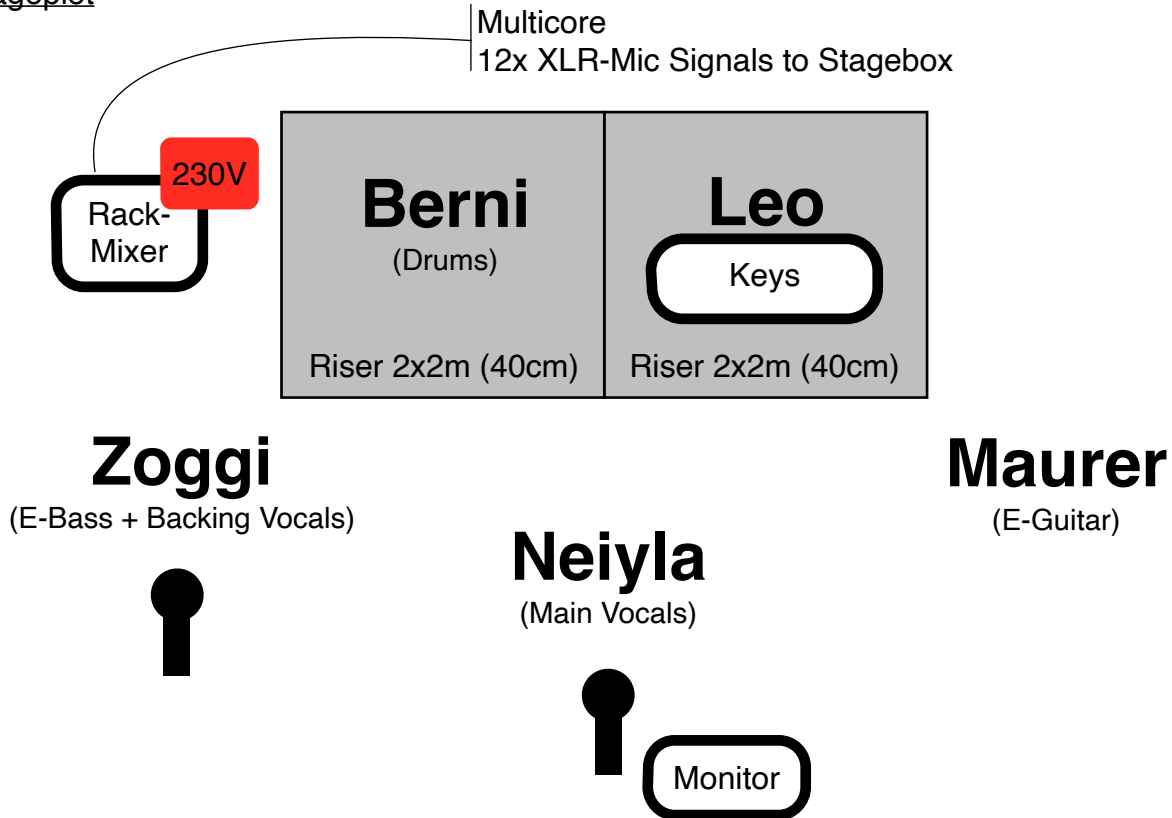 Multicore
12x XLR-Mic Signals to Stagebox
230V
Rack-
Mixer
Berni
(Drums)
Riser 2x2m (40cm)
Leo
Keys
Riser 2x2m (40cm)
Zoggi
(E-Bass + Backing Vocals)
Neiyla
(Main Vocals)
Maurer
(E-Guitar)
Monitor